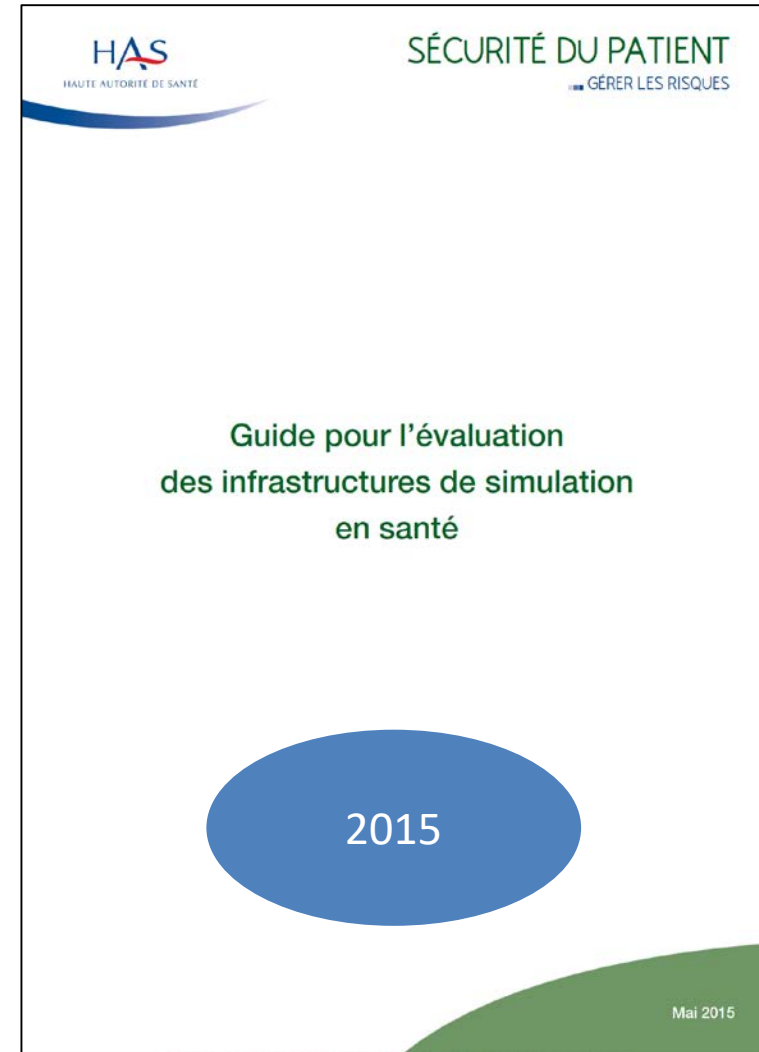 HAS
HAUTE AUTORITÉ DE SANTÉ
SÉCURITÉ DU PATIENT
GÉRER LES RISQUES
Guide pour l'évaluation
des infrastructures de simulation
en santé
2015
Mai 2015